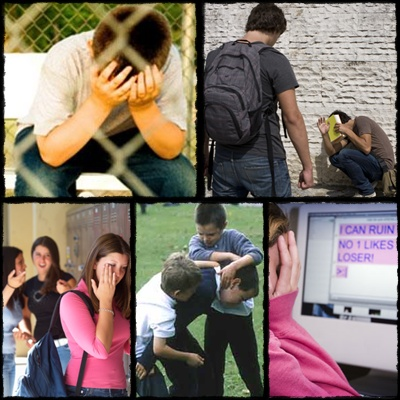 I CAN RUIN
NO 1 LIKES
LOSER!